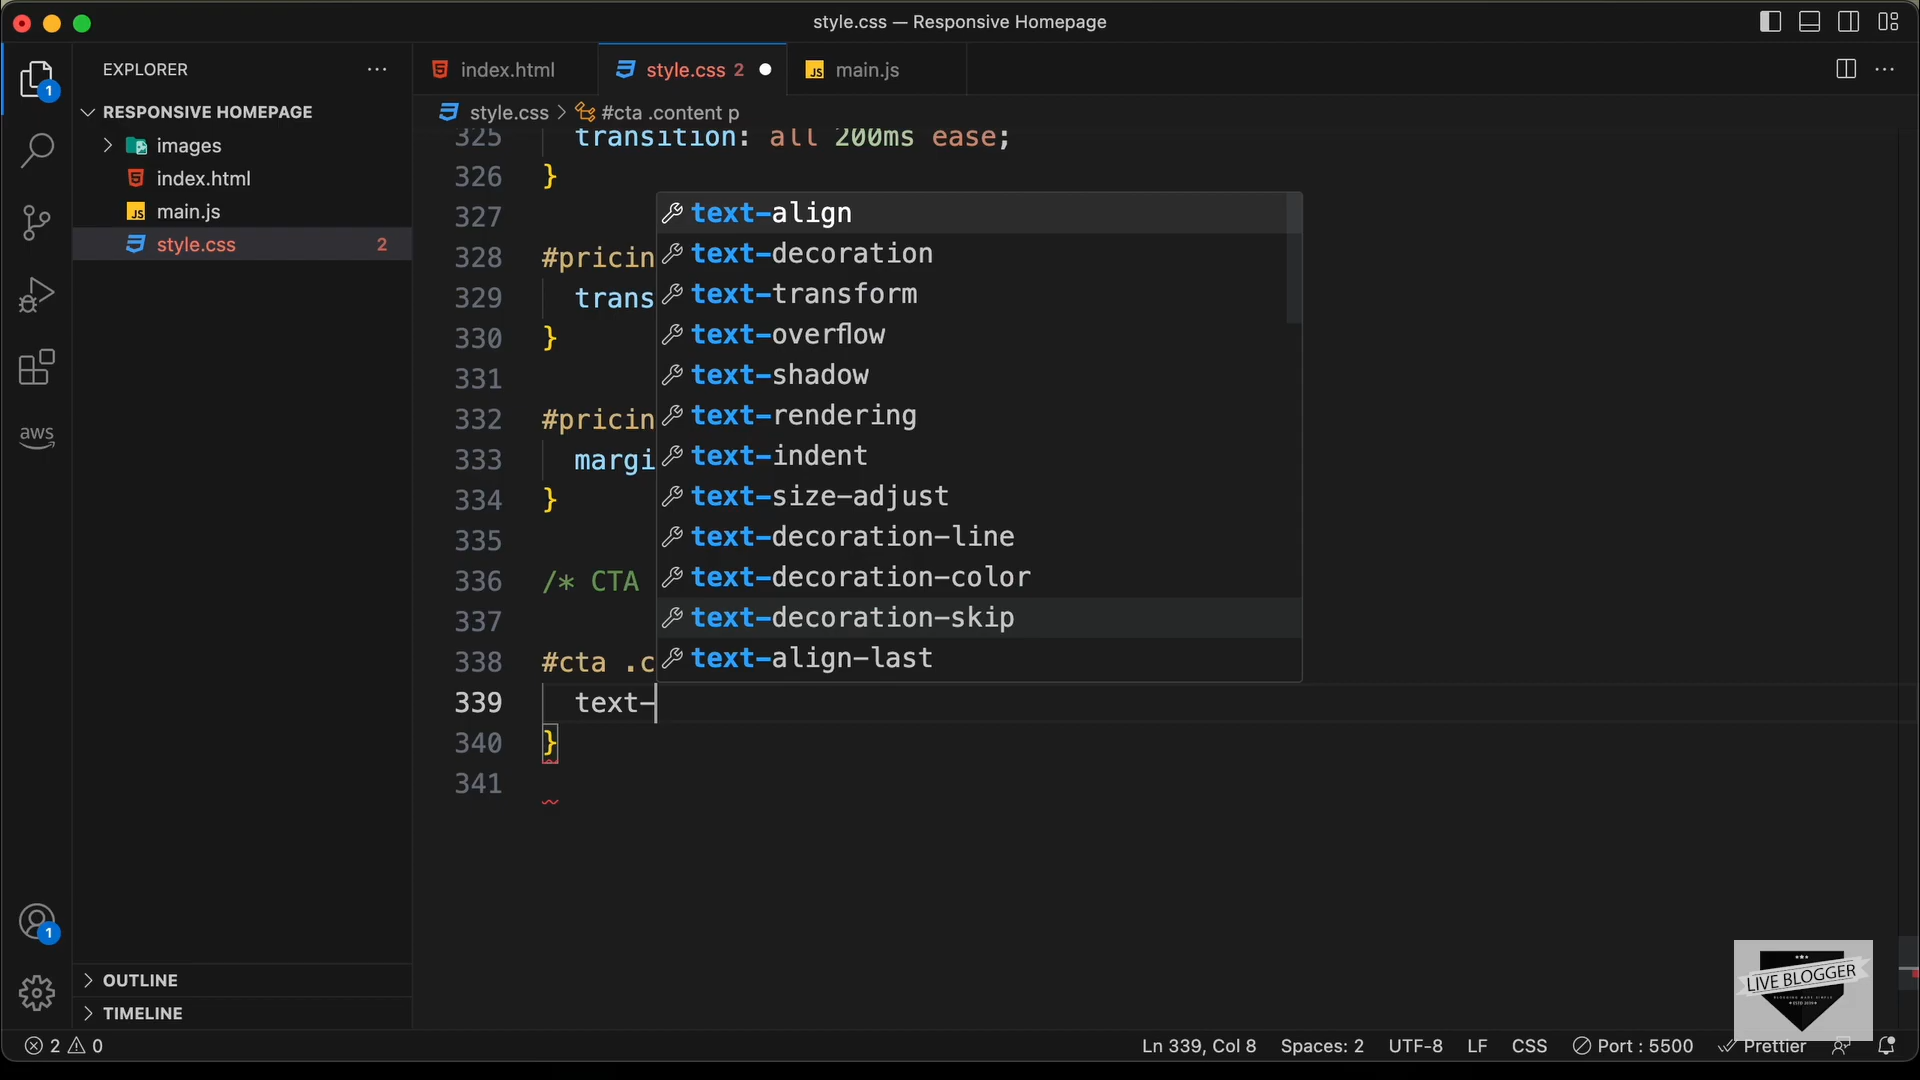 style.css — Responsive Homepage
EXPLORER
index.html
style.css 2
main.js
1
RESPONSIVE HOMEPAGE
style.css > #cta .content p
images
index.html
main.js
style.css 2
325 transition: all 200ms ease;
326 }
327
328 #pricin
329 trans
330 }
331
332 #pricin
333 margi
334 }
335
336 /* CTA
337
338 #cta .c
339 text-
340 }
341
text-align
text-decoration
text-transform
text-overflow
text-shadow
text-rendering
text-indent
text-size-adjust
text-decoration-line
text-decoration-color
text-decoration-skip
text-align-last
aws
1
OUTLINE
TIMELINE
LIVE BLOGGER
2 0
Ln 339, Col 8 Spaces: 2 UTF-8 LF CSS Port : 5500 Prettier